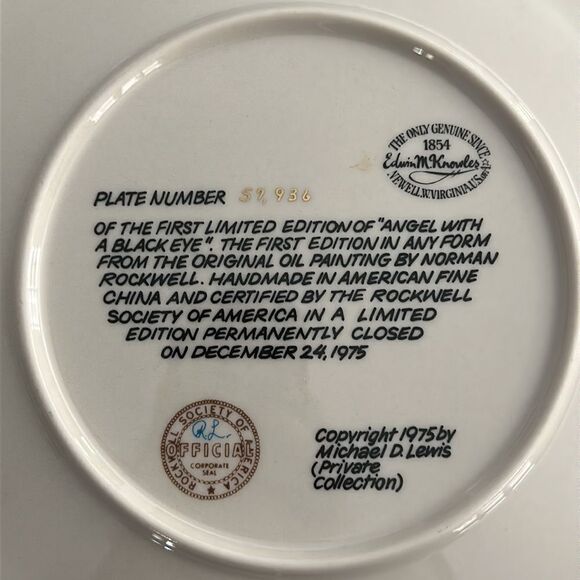 THE ONLY GENUINE SINCE
1854
Edwin M. Knowles
NEWELL, W. VIRGINIA, U.S.A.
PLATE NUMBER 59,936
OF THE FIRST LIMITED EDITION OF "ANGEL WITH
A BLACK EYE". THE FIRST EDITION IN ANY FORM
FROM THE ORIGINAL OIL PAINTING BY NORMAN
ROCKWELL. HANDMADE IN AMERICAN FINE
CHINA AND CERTIFIED BY THE ROCKWELL
SOCIETY OF AMERICA IN A LIMITED
EDITION PERMANENTLY CLOSED
ON DECEMBER 24, 1975
ROCKWELL SOCIETY OF AMERICA
R.L.
OFFICIAL
CORPORATE
SEAL
Copyright 1975 by
Michael D. Lewis
(Private
Collection)